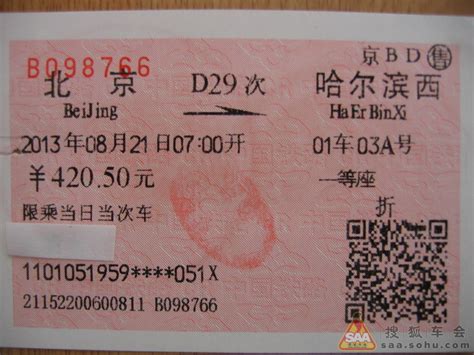 京BD售
B098766
北京 D29次 哈尔滨西
BeiJing HaErBinXi
2013年08月21日07:00开 01车03A号
¥420.50元 一等座
限乘当日当次车 折
1101051959****051X
21152200600811 B098766
SAA 搜狐车会
saa.sohu.com